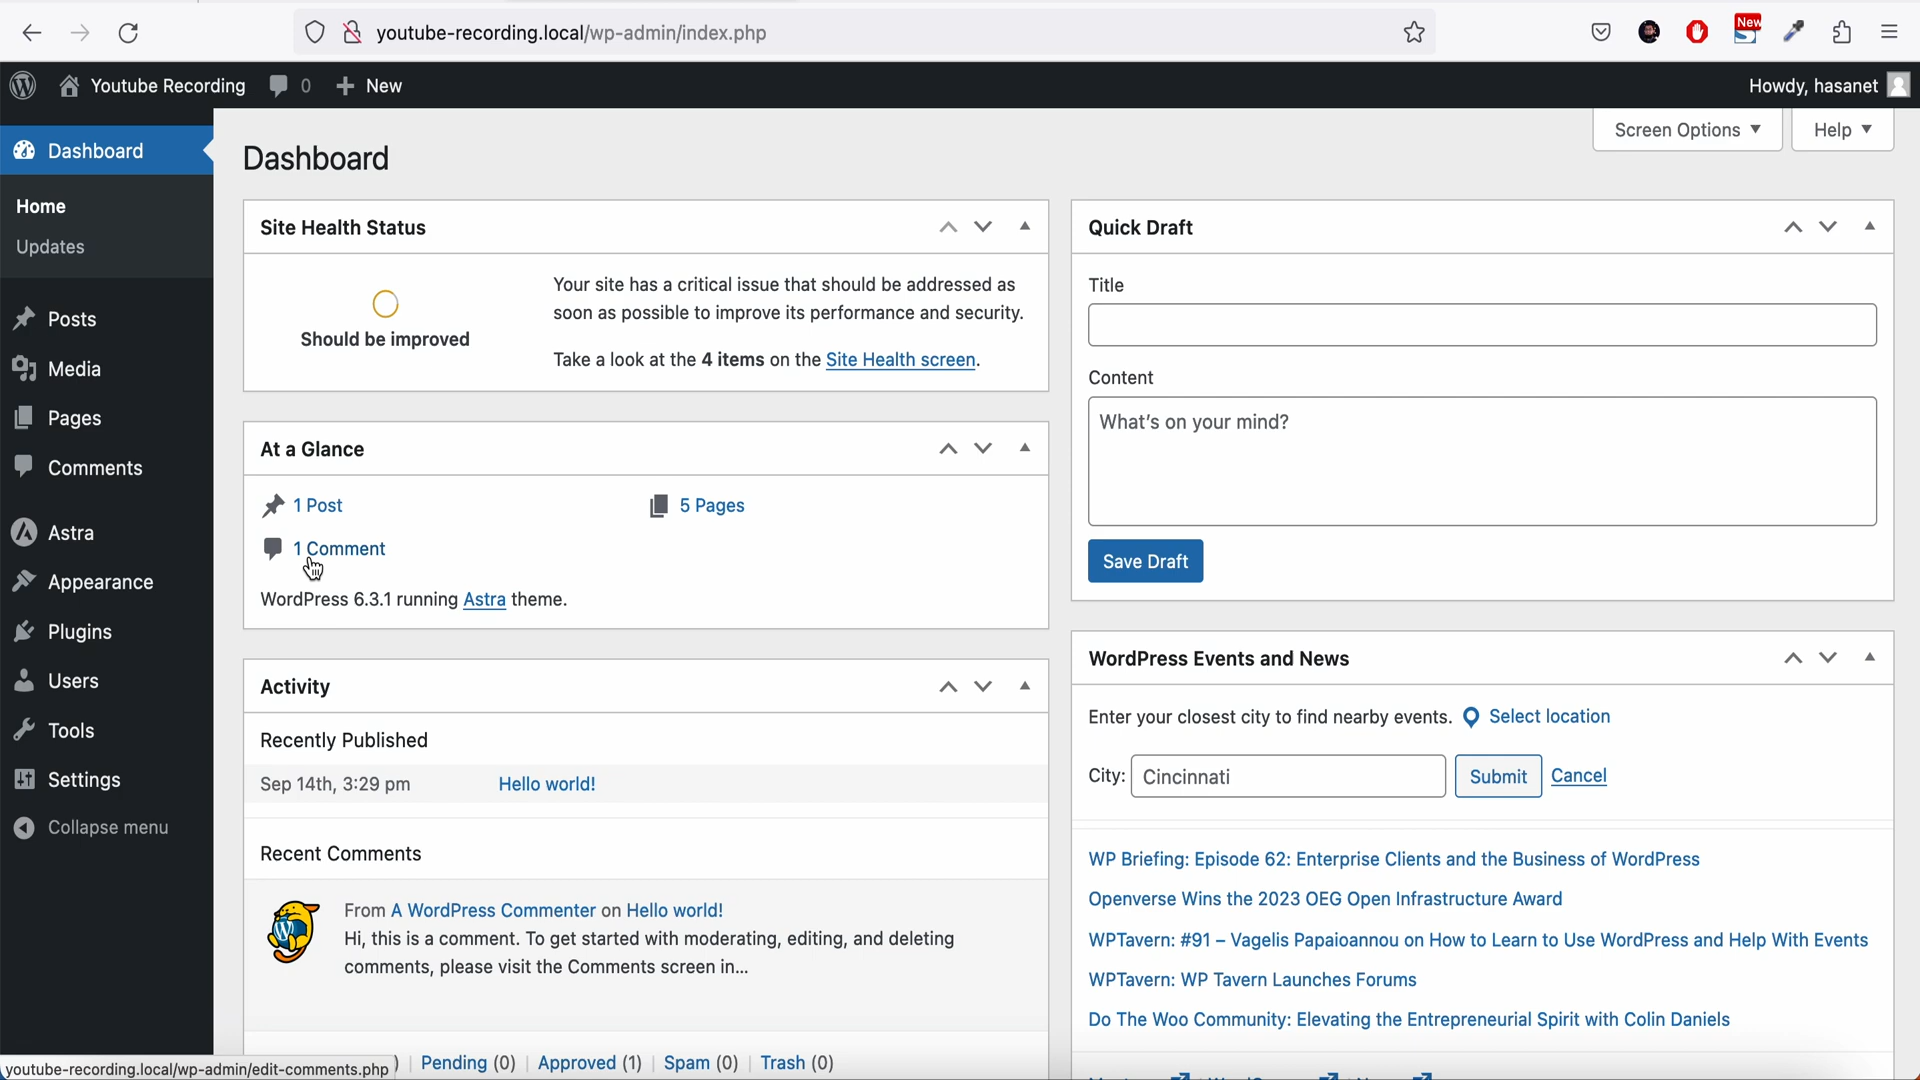 youtube-recording.local/wp-admin/index.php
New
Youtube Recording
0
New
Howdy, hasanet
Dashboard
Home
Updates
Posts
Media
Pages
Comments
Astra
Appearance
Plugins
Users
Tools
Settings
Collapse menu
Screen Options
Help
Dashboard
Site Health Status
Should be improved
Your site has a critical issue that should be addressed as
soon as possible to improve its performance and security.
Take a look at the 4 items on the Site Health screen.
At a Glance
1 Post
5 Pages
1 Comment
WordPress 6.3.1 running Astra theme.
Activity
Recently Published
Sep 14th, 3:29 pm
Hello world!
Recent Comments
From A WordPress Commenter on Hello world!
Hi, this is a comment. To get started with moderating, editing, and deleting
comments, please visit the Comments screen in...
) | Pending (0) | Approved (1) | Spam (0) | Trash (0)
youtube-recording.local/wp-admin/edit-comments.php
Quick Draft
Title
Content
What's on your mind?
Save Draft
WordPress Events and News
Enter your closest city to find nearby events. Select location
City: Cincinnati Submit Cancel
WP Briefing: Episode 62: Enterprise Clients and the Business of WordPress
Openverse Wins the 2023 OEG Open Infrastructure Award
WPTavern: #91 – Vagelis Papaioannou on How to Learn to Use WordPress and Help With Events
WPTavern: WP Tavern Launches Forums
Do The Woo Community: Elevating the Entrepreneurial Spirit with Colin Daniels